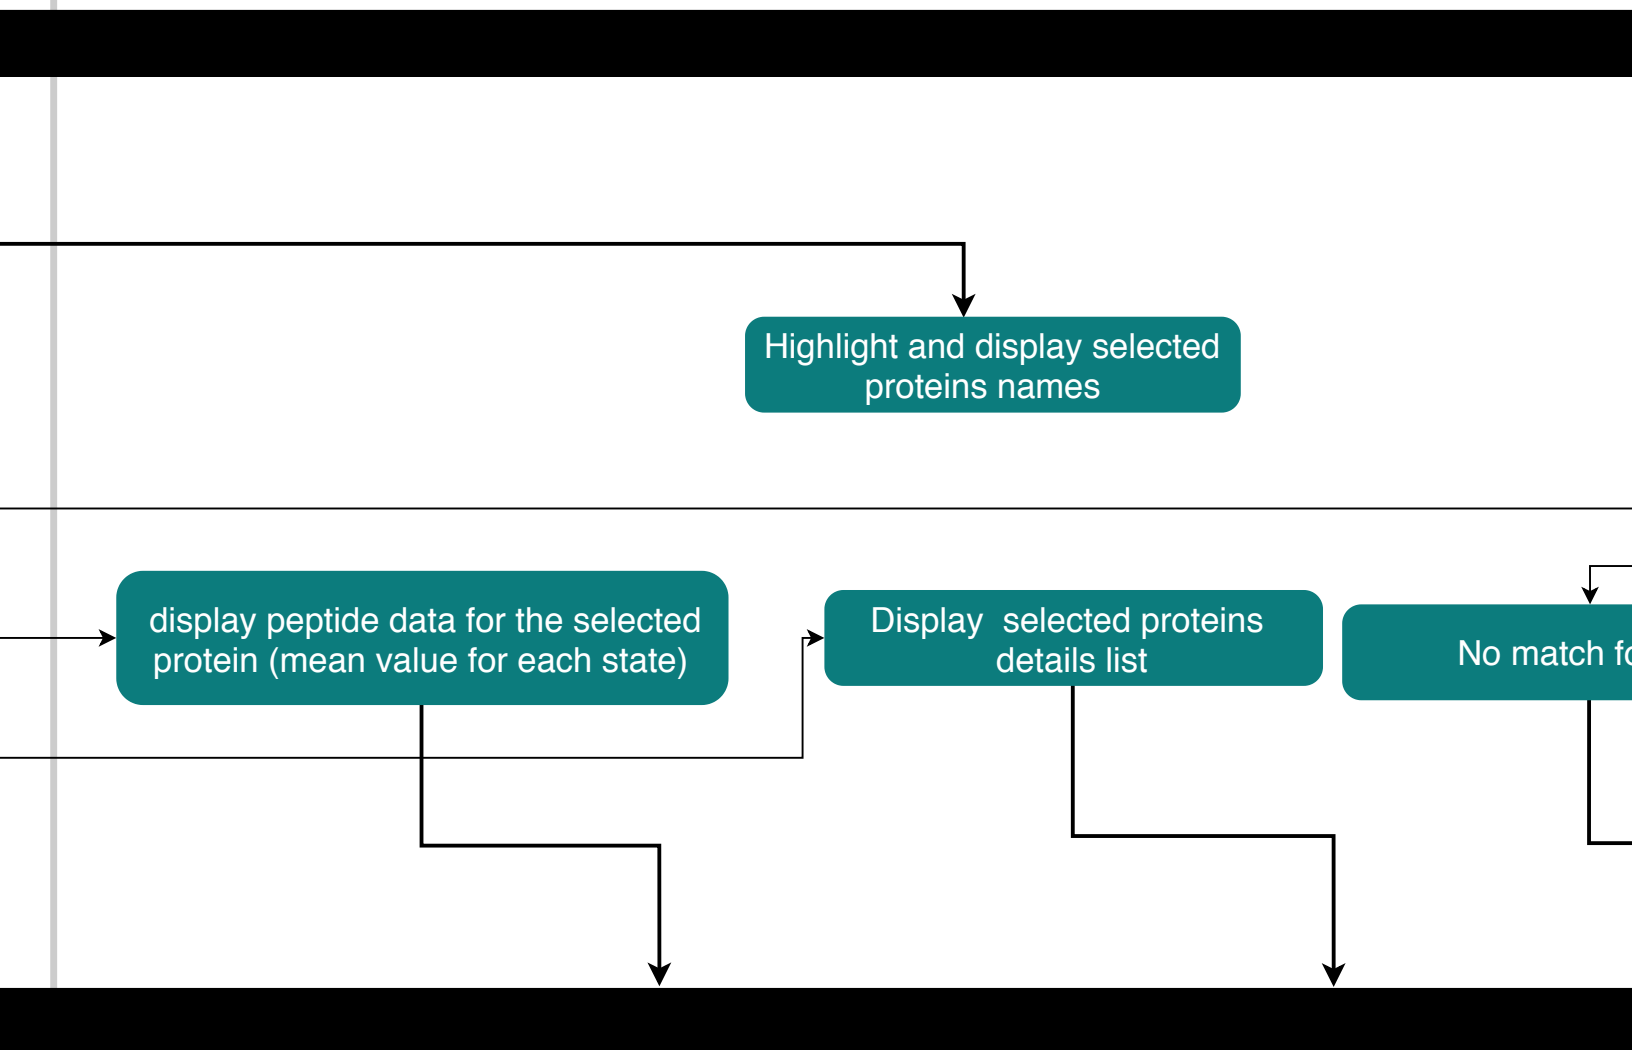 Highlight and display selected
proteins names
display peptide data for the selected
protein (mean value for each state)
Display  selected proteins
details list
No match